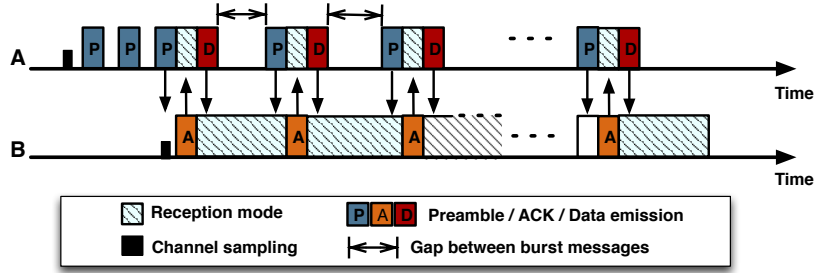 A
P P P D P D P D P D
Time
B
A A A A
Time
Reception mode
P A D Preamble / ACK / Data emission
Channel sampling
Gap between burst messages